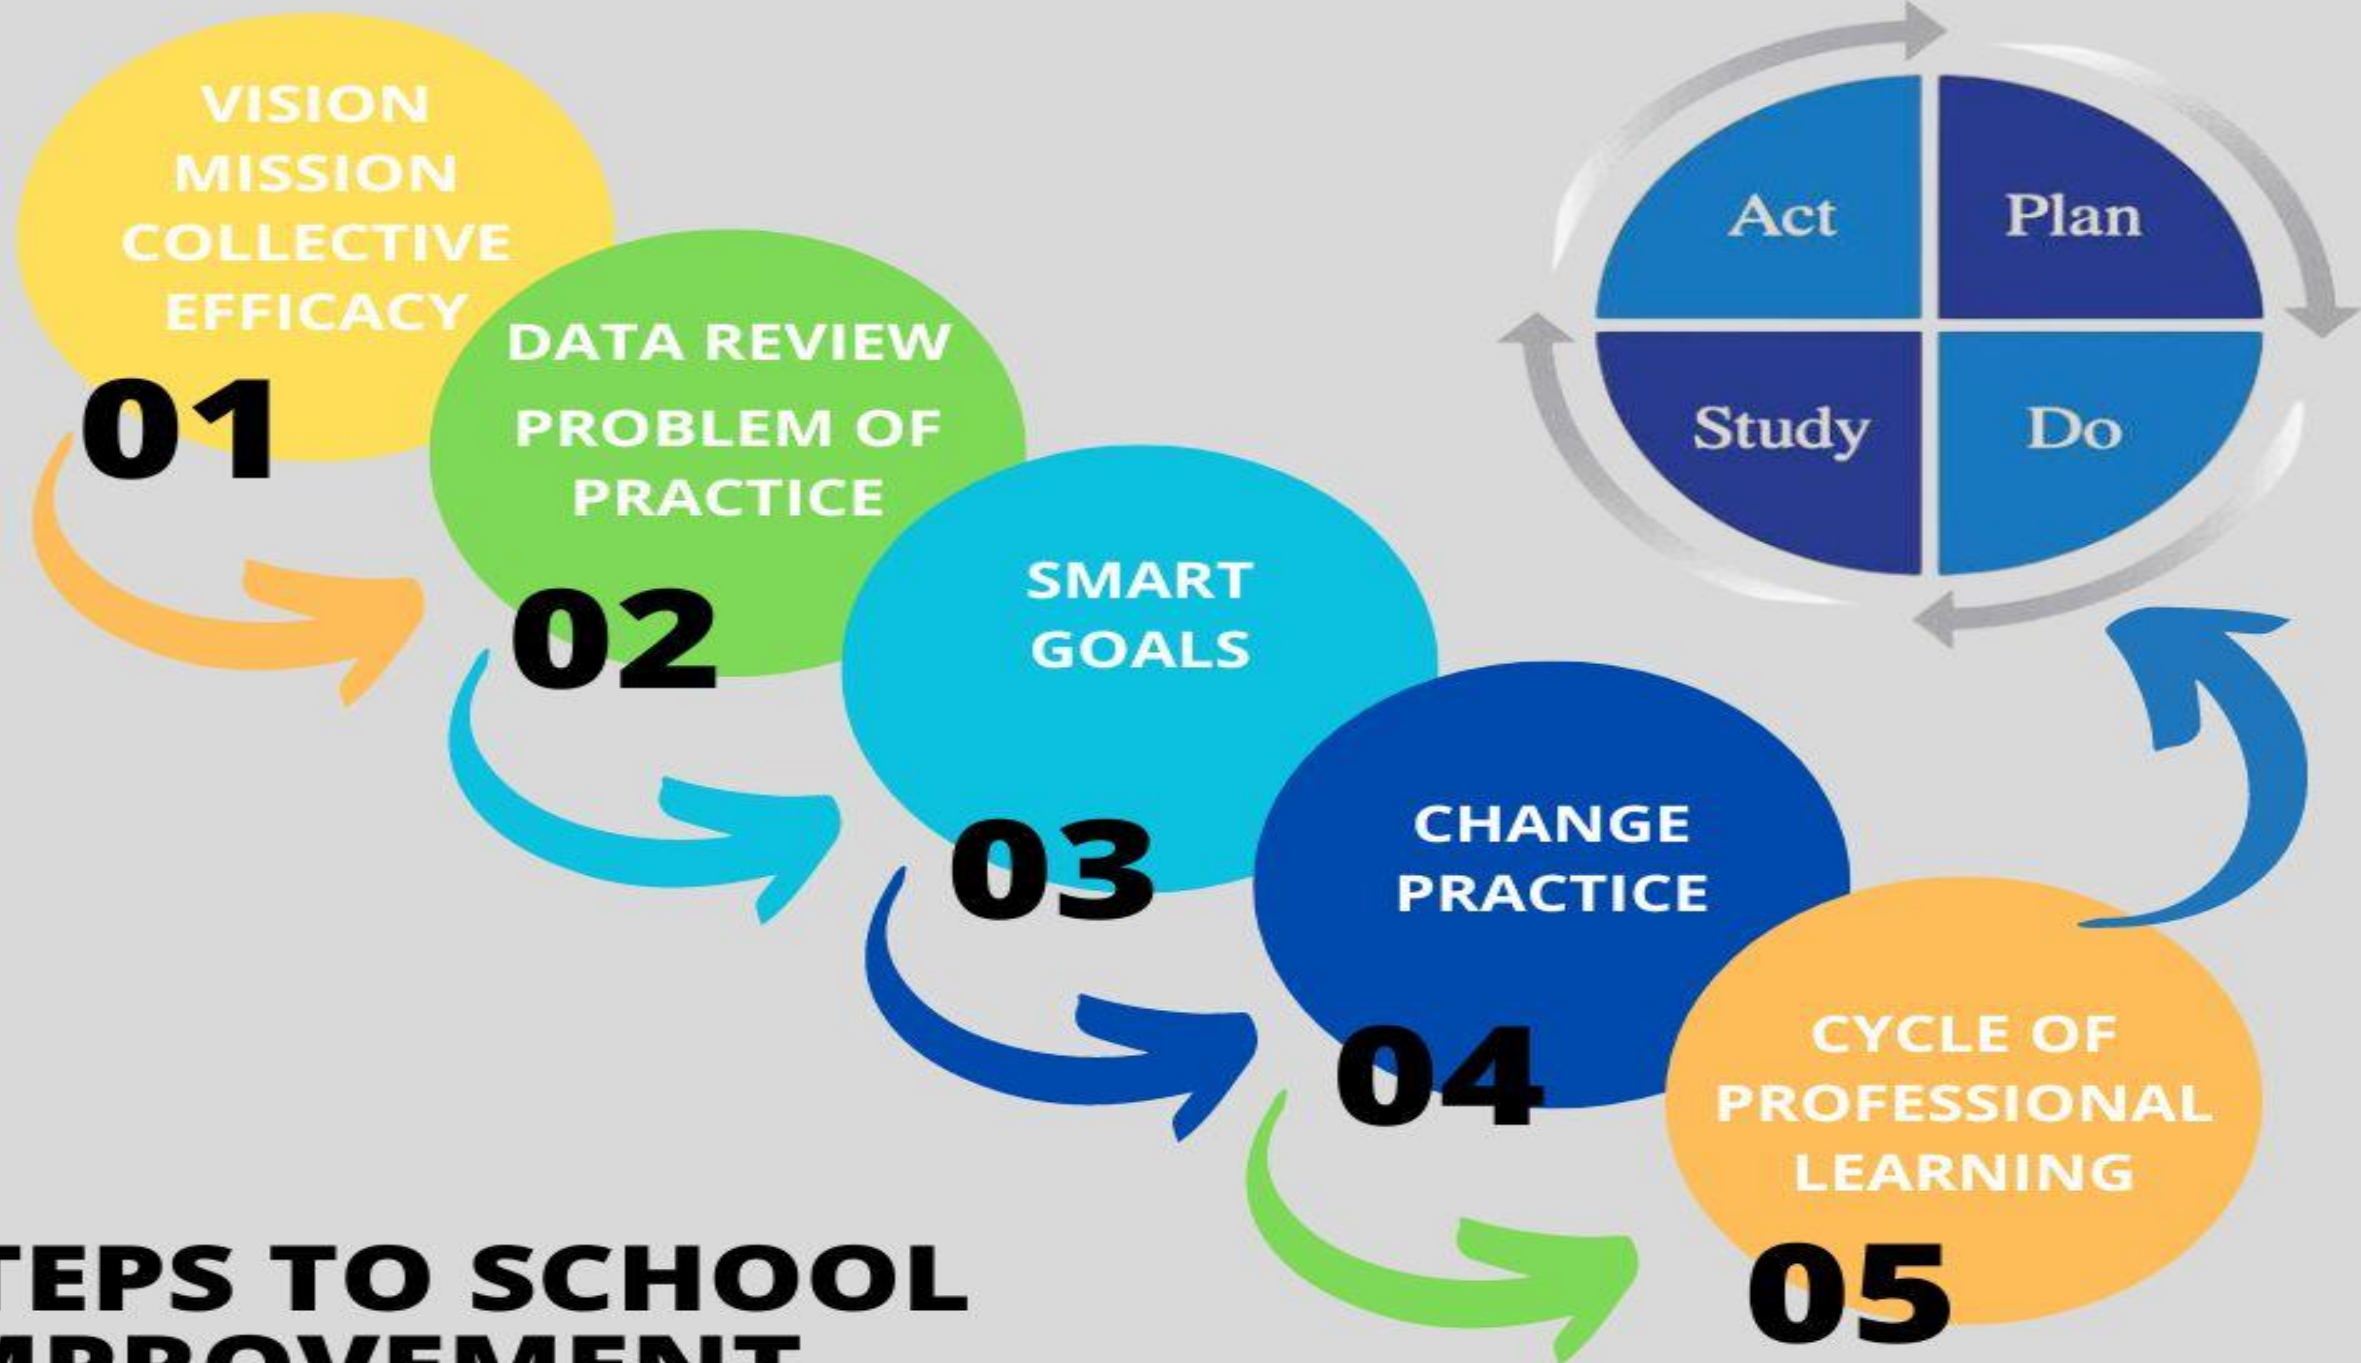 VISION
MISSION
COLLECTIVE
EFFICACY
01
DATA REVIEW
PROBLEM OF
PRACTICE
02
SMART
GOALS
03
CHANGE
PRACTICE
04
CYCLE OF
PROFESSIONAL
LEARNING
05
Act
Plan
Study
Do
TEPS TO SCHOOL
MPROVEMENT